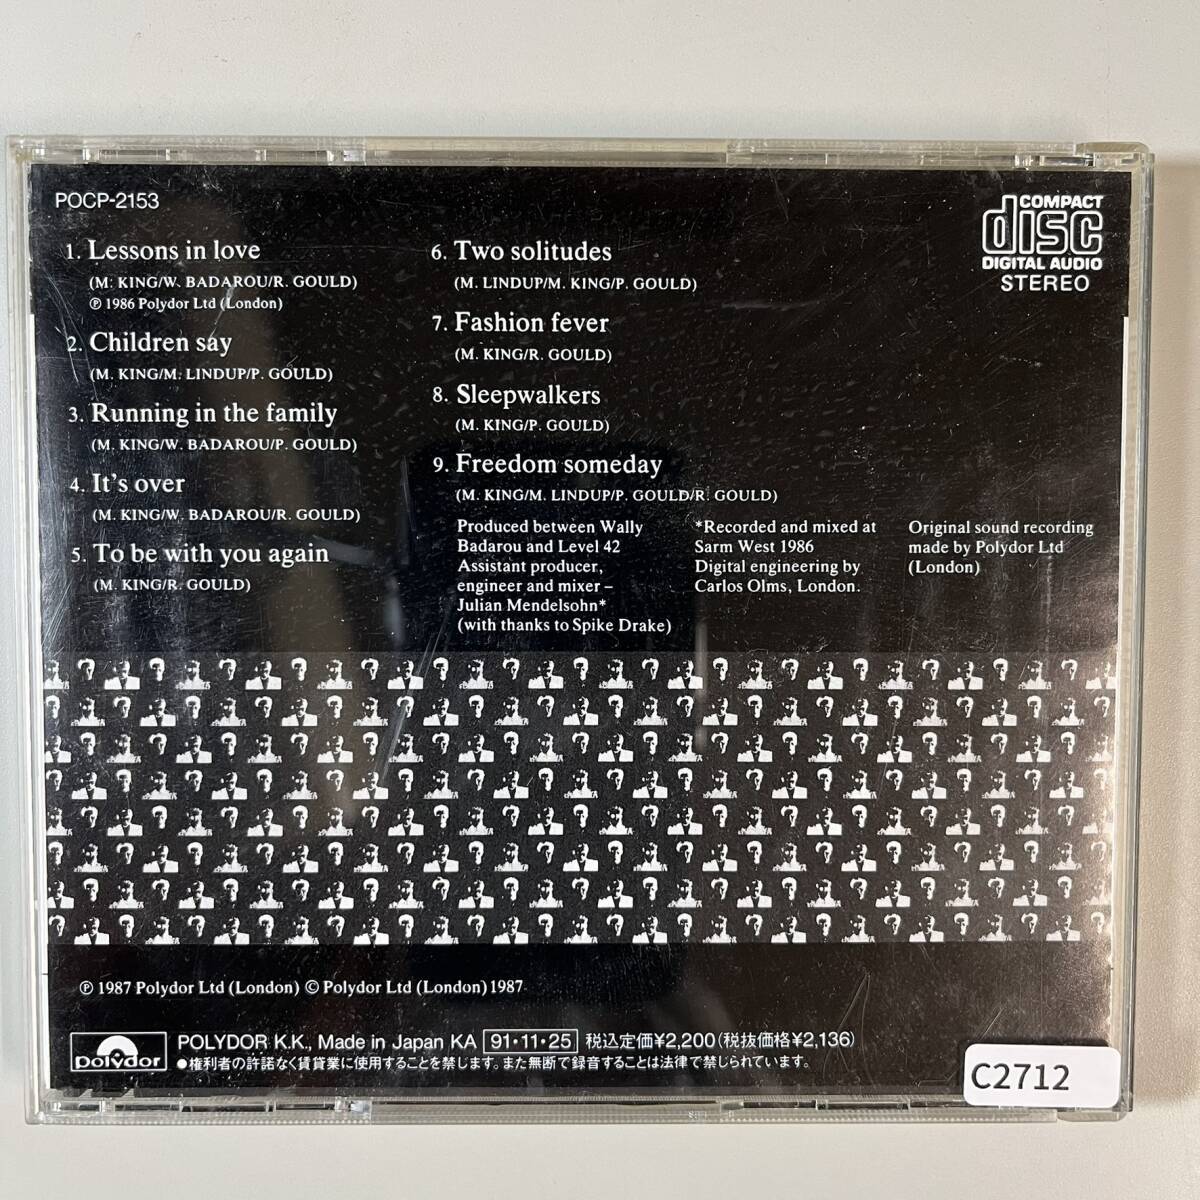 POCP-2153
COMPACT
disc
DIGITAL AUDIO
STEREO
1. Lessons in love
(M. KING/W. BADAROU/R. GOULD)
℗ 1986 Polydor Ltd (London)
2. Children say
(M. KING/M. LINDUP/P. GOULD)
3. Running in the family
(M. KING/W. BADAROU/P. GOULD)
4. It's over
(M. KING/W. BADAROU/R. GOULD)
5. To be with you again
(M. KING/R. GOULD)
6. Two solitudes
(M. LINDUP/M. KING/P. GOULD)
7. Fashion fever
(M. KING/R. GOULD)
8. Sleepwalkers
(M. KING/P. GOULD)
9. Freedom someday
(M. KING/M. LINDUP/P. GOULD/R. GOULD)
Produced between Wally
Badarou and Level 42
Assistant producer,
engineer and mixer –
Julian Mendelsohn*
(with thanks to Spike Drake)
*Recorded and mixed at
Sarm West 1986
Digital engineering by
Carlos Olms, London.
Original sound recording
made by Polydor Ltd
(London)
℗ 1987 Polydor Ltd (London) © Polydor Ltd (London) 1987
polydor
POLYDOR K.K., Made in Japan KA 91·11·25 税込定価¥2,200(税抜価格¥2,136)
●権利者の許諾なく賃貸業に使用することを禁じます。また無断で録音することは法律で禁じられています。
C2712